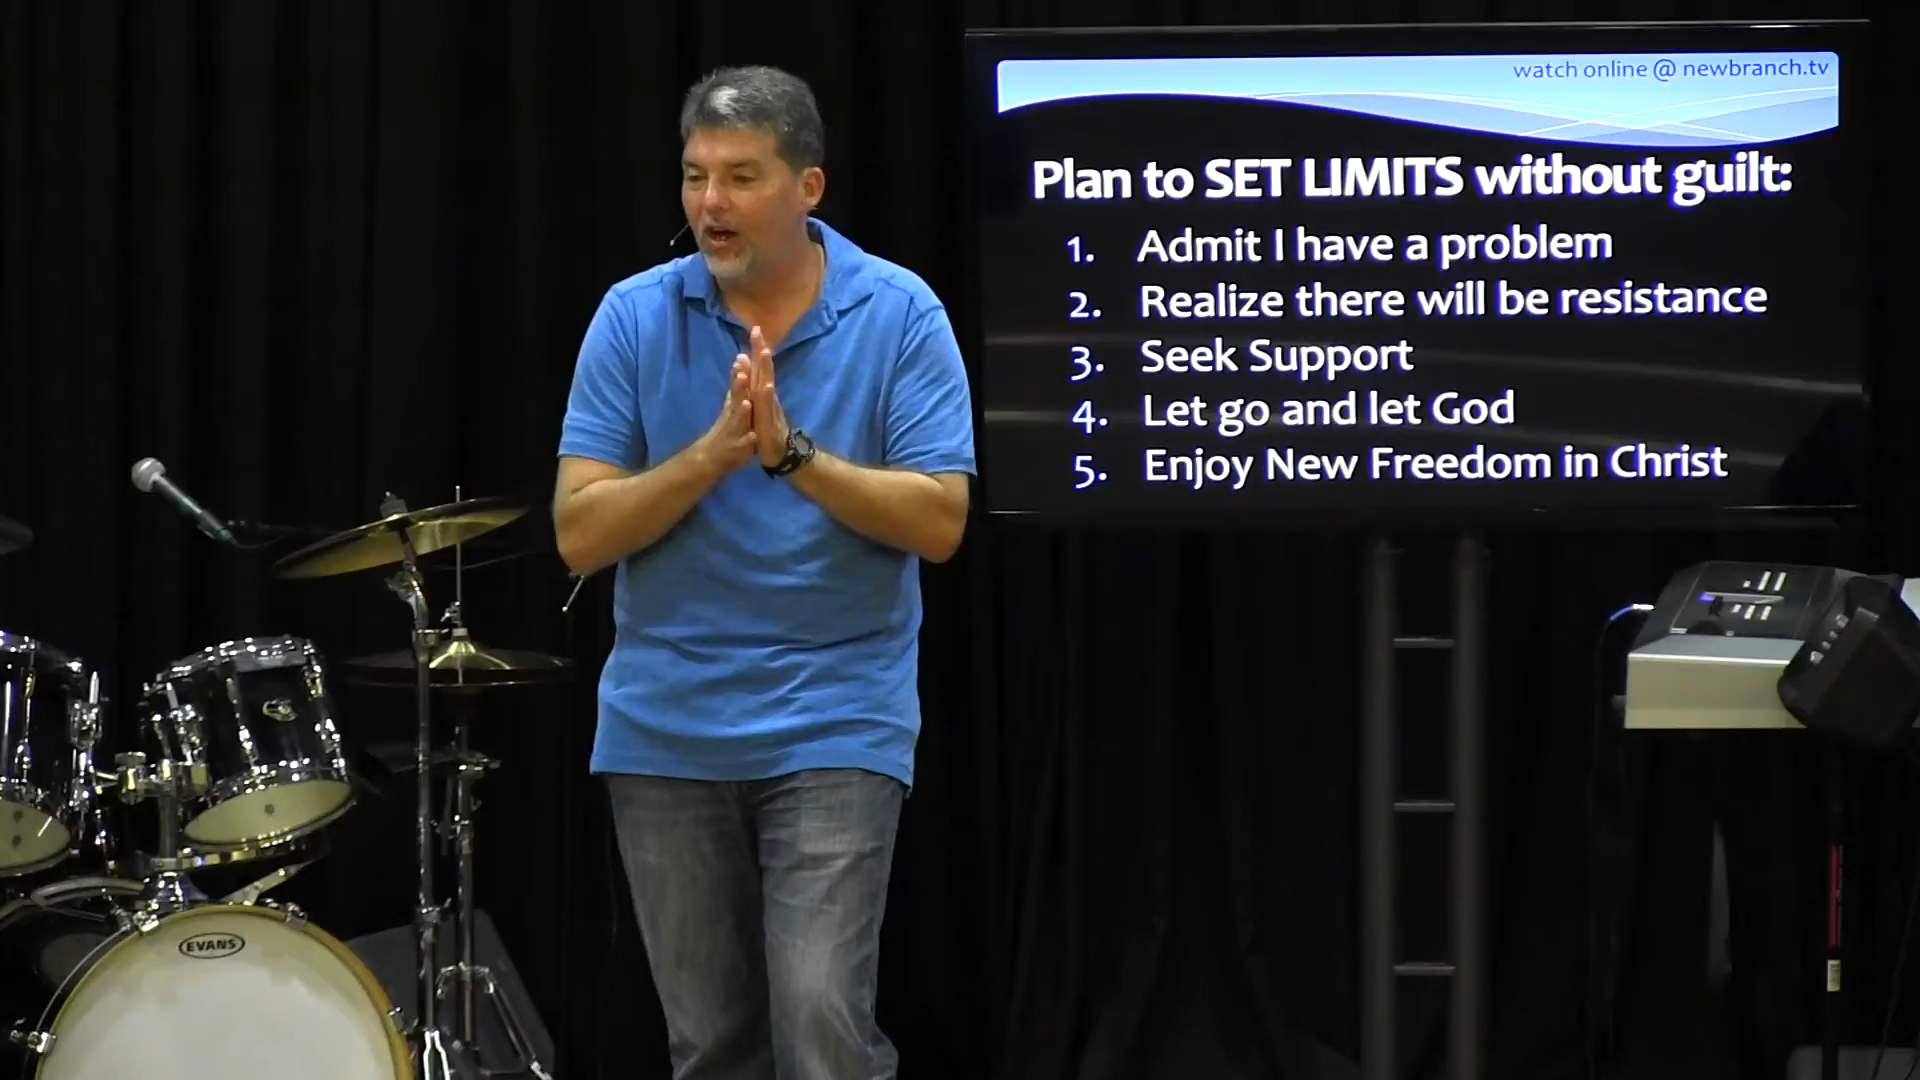 watch online @ newbranch.tv
Plan to SET LIMITS without guilt:
1. Admit I have a problem
2. Realize there will be resistance
3. Seek Support
4. Let go and let God
5. Enjoy New Freedom in Christ
EVANS